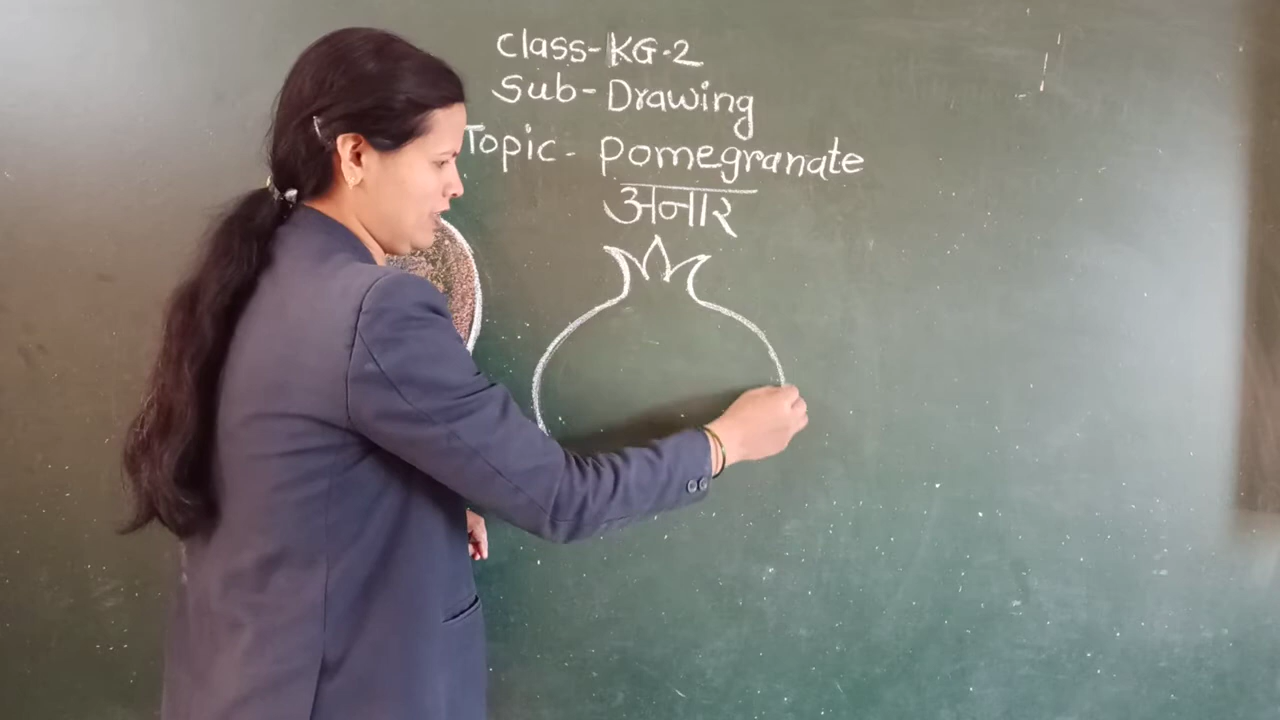 Class-KG-2
Sub-Drawing
Topic- Pomegranate
अनार